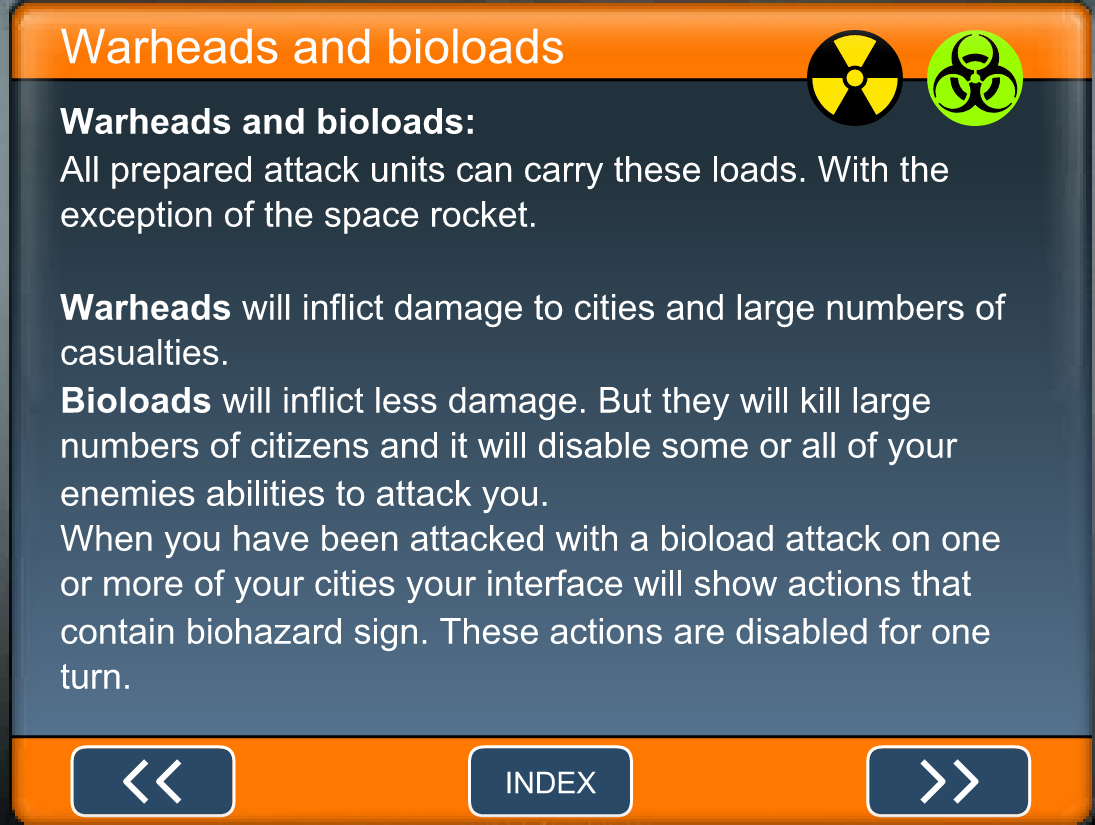 Warheads and bioloads
Warheads and bioloads:
All prepared attack units can carry these loads. With the
exception of the space rocket.
Warheads will inflict damage to cities and large numbers of
casualties.
Bioloads will inflict less damage. But they will kill large
numbers of citizens and it will disable some or all of your
enemies abilities to attack you.
When you have been attacked with a bioload attack on one
or more of your cities your interface will show actions that
contain biohazard sign. These actions are disabled for one
turn.
<< INDEX >>